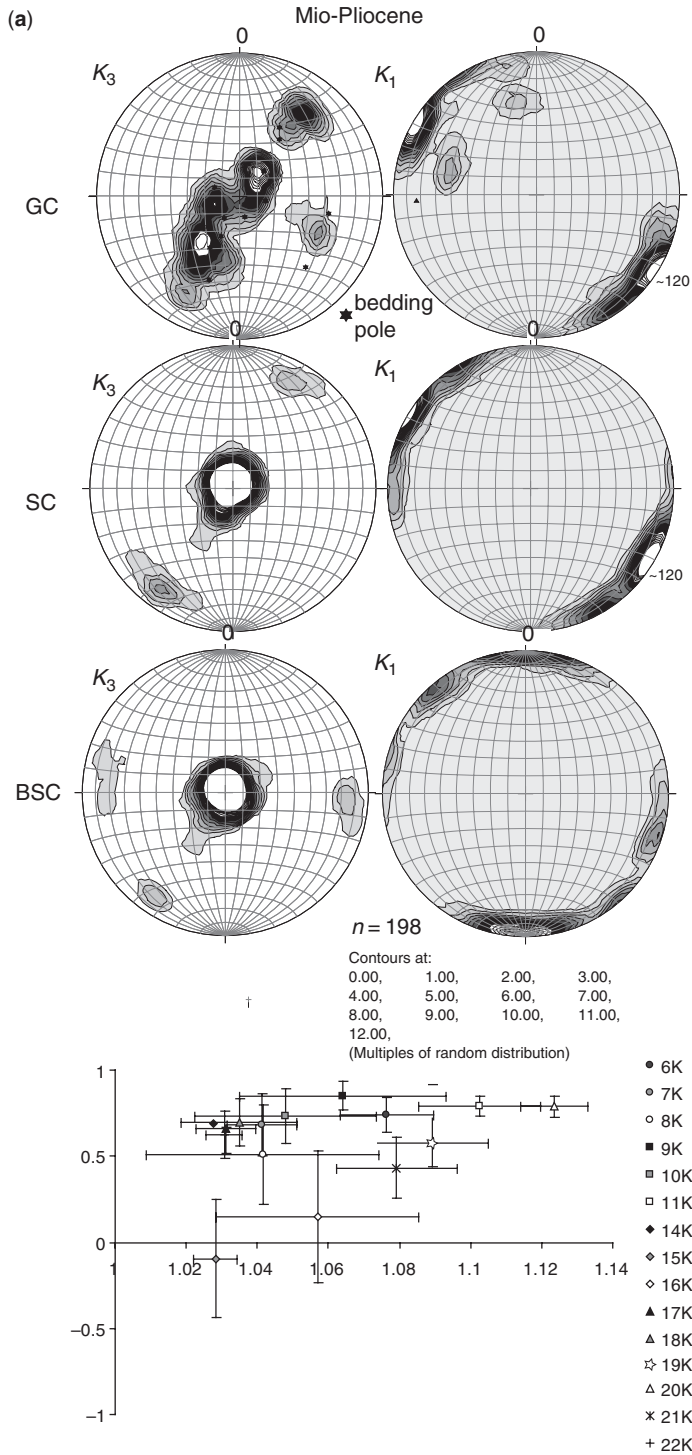 (a)
Mio-Pliocene
0
0
K3
K1
GC
~120
bedding
pole
0
0
K3
K1
SC
~120
0
0
K3
K1
BSC
n = 198
Contours at:
0.00, 1.00, 2.00, 3.00,
4.00, 5.00, 6.00, 7.00,
8.00, 9.00, 10.00, 11.00,
12.00,
(Multiples of random distribution)
†
1
0.5
0
−0.5
−1
1 1.02 1.04 1.06 1.08 1.1 1.12 1.14
6K
7K
8K
9K
10K
11K
14K
15K
16K
17K
18K
19K
20K
21K
22K